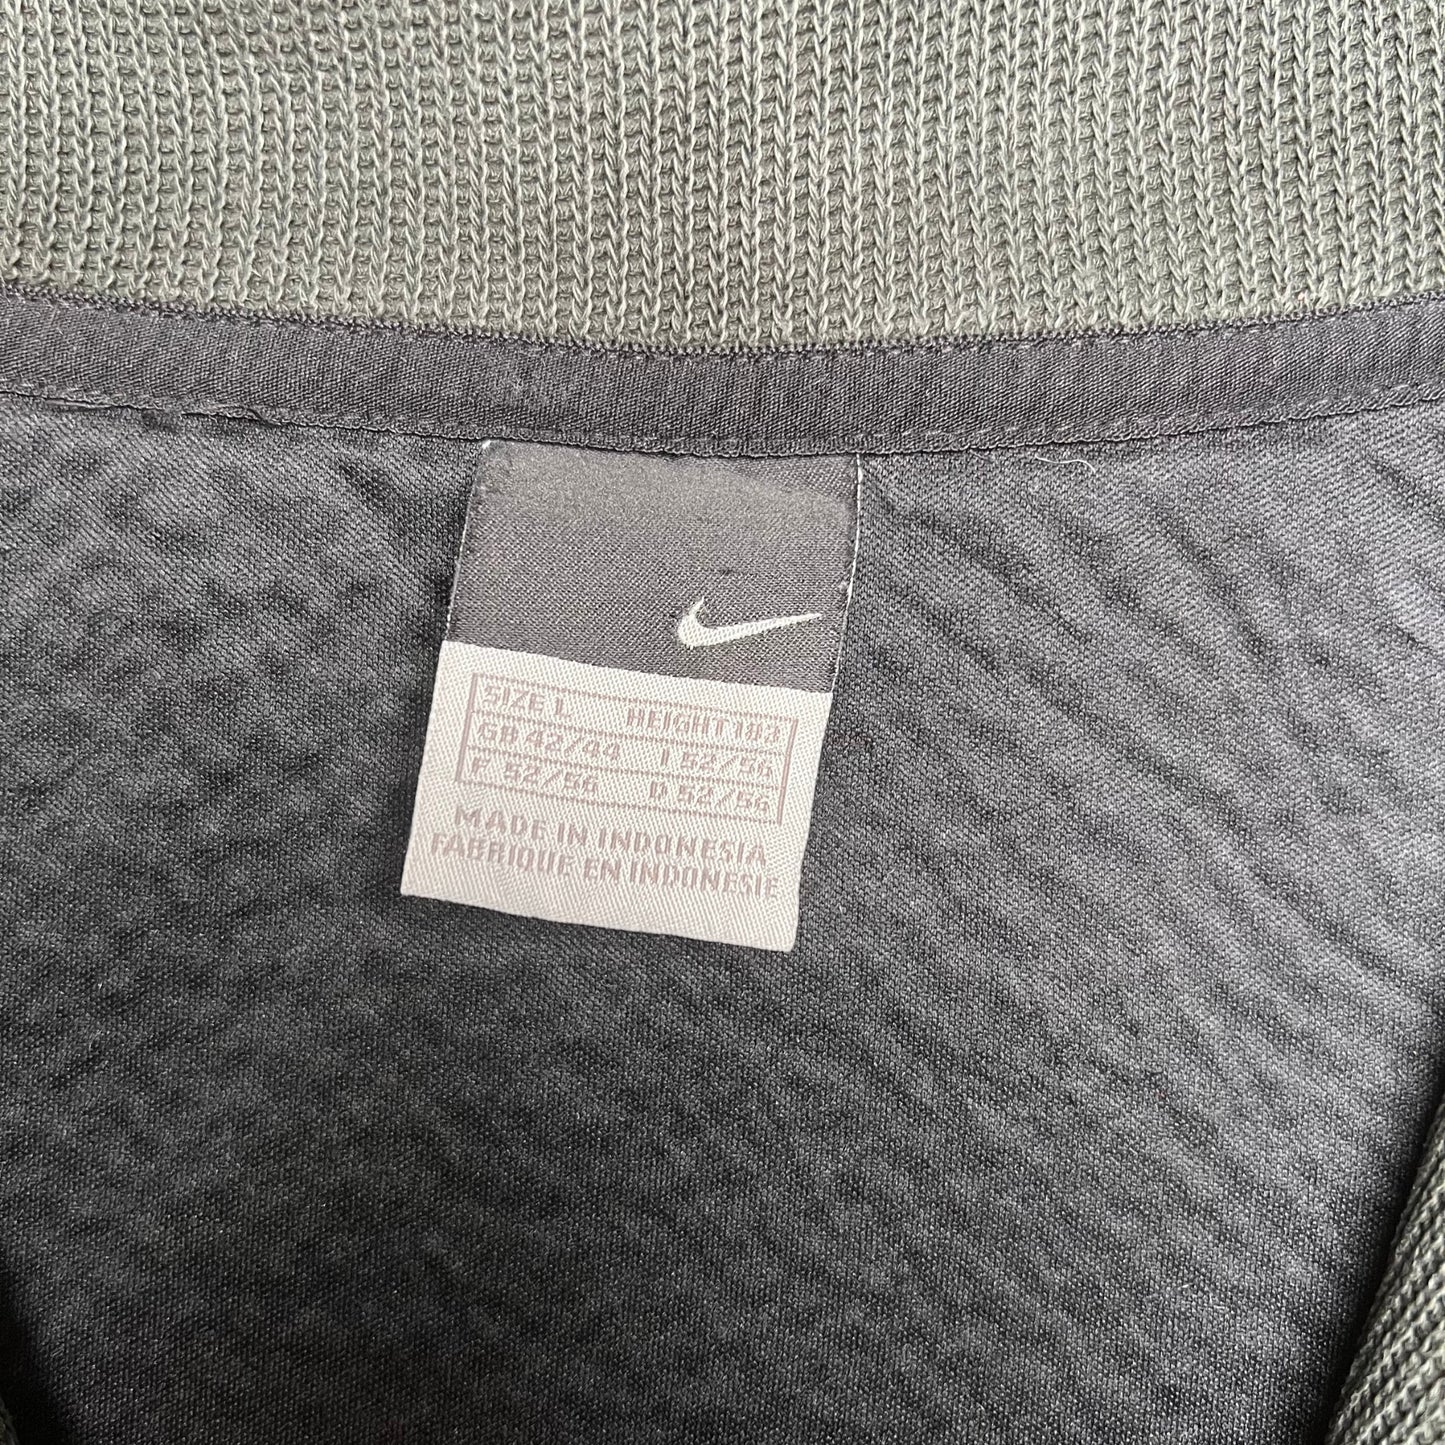 SIZE L HEIGHT 183
GB 42/44 I 52/56
F 52/56 D 52/56
MADE IN INDONESIA
FABRIQUE EN INDONESIE